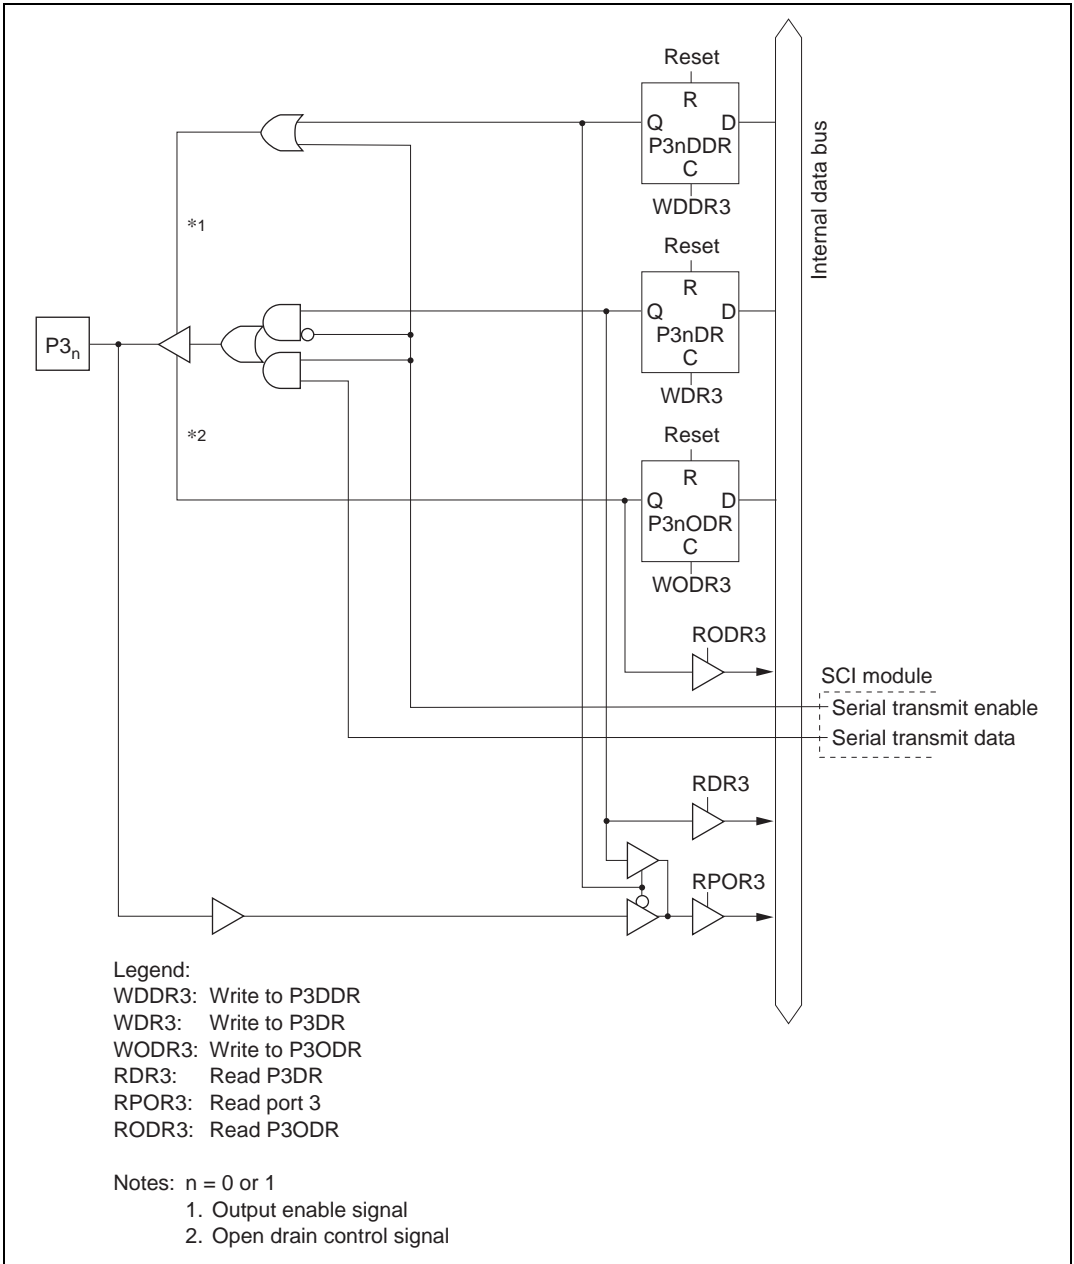 Reset
R
Q D
P3nDDR
C
WDDR3
Internal data bus
*1
Reset
R
Q D
P3nDR
C
WDR3
P3n
*2
Reset
R
Q D
P3nODR
C
WODR3
RODR3
SCI module
Serial transmit enable
Serial transmit data
RDR3
RPOR3
Legend:
WDDR3: Write to P3DDR
WDR3: Write to P3DR
WODR3: Write to P3ODR
RDR3: Read P3DR
RPOR3: Read port 3
RODR3: Read P3ODR
Notes: n = 0 or 1
1. Output enable signal
2. Open drain control signal